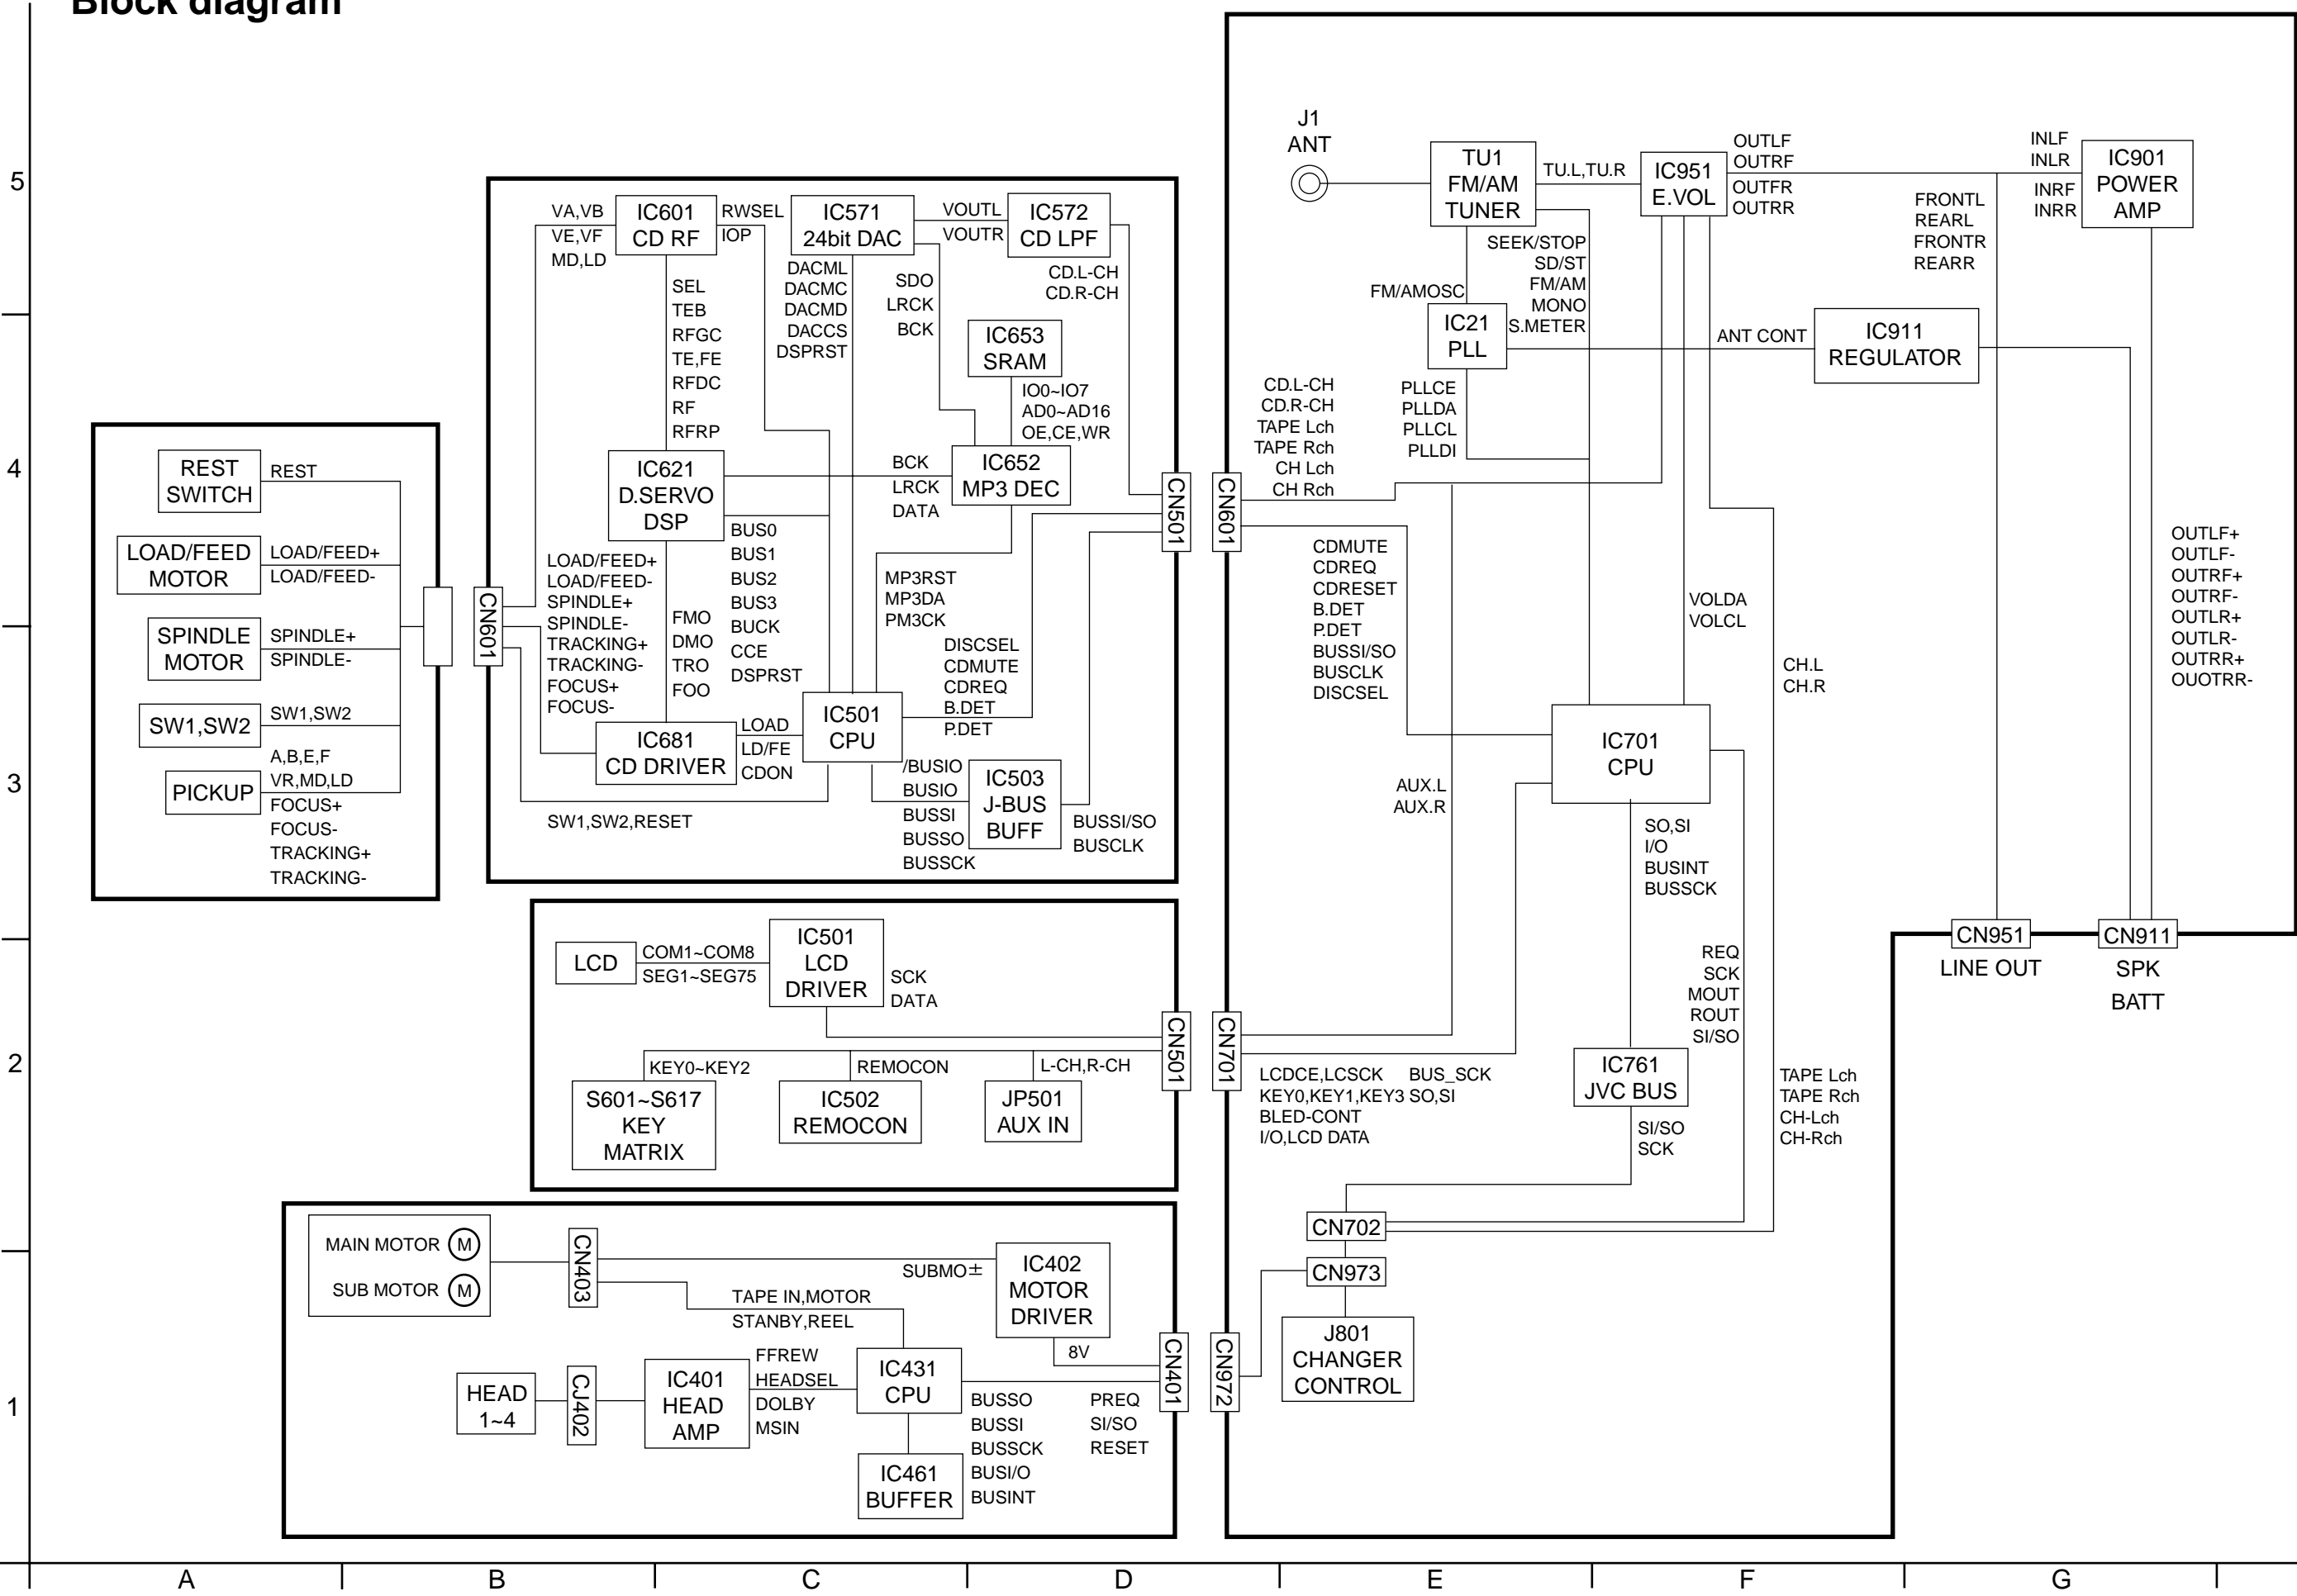 Block diagram
5
4
3
2
1
A
B
C
D
E
F
G
REST
SWITCH
REST
LOAD/FEED
MOTOR
LOAD/FEED+
LOAD/FEED-
SPINDLE
MOTOR
SPINDLE+
SPINDLE-
SW1,SW2
SW1,SW2
PICKUP
A,B,E,F
VR,MD,LD
FOCUS+
FOCUS-
TRACKING+
TRACKING-
CN601
VA,VB
VE,VF
MD,LD
IC601
CD RF
RWSEL
IOP
IC571
24bit DAC
VOUTL
VOUTR
IC572
CD LPF
CD.L-CH
CD.R-CH
SEL
TEB
RFGC
TE,FE
RFDC
RF
RFRP
DACML
DACMC
DACMD
DACCS
DSPRST
SDO
LRCK
BCK
IC653
SRAM
IO0~IO7
AD0~AD16
OE,CE,WR
IC621
D.SERVO
DSP
BCK
LRCK
DATA
IC652
MP3 DEC
CN501
LOAD/FEED+
LOAD/FEED-
SPINDLE+
SPINDLE-
TRACKING+
TRACKING-
FOCUS+
FOCUS-
FMO
DMO
TRO
FOO
BUS0
BUS1
BUS2
BUS3
BUCK
CCE
DSPRST
MP3RST
MP3DA
PM3CK
DISCSEL
CDMUTE
CDREQ
B.DET
P.DET
IC681
CD DRIVER
LOAD
LD/FE
CDON
IC501
CPU
SW1,SW2,RESET
/BUSIO
BUSIO
BUSSI
BUSSO
BUSSCK
IC503
J-BUS
BUFF
BUSSI/SO
BUSCLK
LCD
COM1~COM8
SEG1~SEG75
IC501
LCD
DRIVER
SCK
DATA
CN501
KEY0~KEY2
REMOCON
L-CH,R-CH
S601~S617
KEY
MATRIX
IC502
REMOCON
JP501
AUX IN
MAIN MOTOR
M
SUB MOTOR
M
CN403
SUBMO±
IC402
MOTOR
DRIVER
TAPE IN,MOTOR
STANBY,REEL
8V
CN401
HEAD
1~4
CJ402
IC401
HEAD
AMP
FFREW
HEADSEL
DOLBY
MSIN
IC431
CPU
BUSSO
BUSSI
BUSSCK
BUSI/O
BUSINT
PREQ
SI/SO
RESET
IC461
BUFFER
J1
ANT
TU1
FM/AM
TUNER
TU.L,TU.R
IC951
E.VOL
OUTLF
OUTRF
OUTFR
OUTRR
INLF
INLR
INRF
INRR
IC901
POWER
AMP
FRONTL
REARL
FRONTR
REARR
SEEK/STOP
SD/ST
FM/AM
MONO
S.METER
FM/AMOSC
IC21
PLL
ANT CONT
IC911
REGULATOR
CD.L-CH
CD.R-CH
TAPE Lch
TAPE Rch
CH Lch
CH Rch
PLLCE
PLLDA
PLLCL
PLLDI
CN601
CDMUTE
CDREQ
CDRESET
B.DET
P.DET
BUSSI/SO
BUSCLK
DISCSEL
VOLDA
VOLCL
CH.L
CH.R
OUTLF+
OUTLF-
OUTRF+
OUTRF-
OUTLR+
OUTLR-
OUTRR+
OUOTRR-
IC701
CPU
AUX.L
AUX.R
SO,SI
I/O
BUSINT
BUSSCK
CN951
LINE OUT
CN911
SPK
BATT
REQ
SCK
MOUT
ROUT
SI/SO
CN701
LCDCE,LCSCK BUS_SCK
KEY0,KEY1,KEY3 SO,SI
BLED-CONT
I/O,LCD DATA
IC761
JVC BUS
SI/SO
SCK
TAPE Lch
TAPE Rch
CH-Lch
CH-Rch
CN702
CN973
CN972
J801
CHANGER
CONTROL